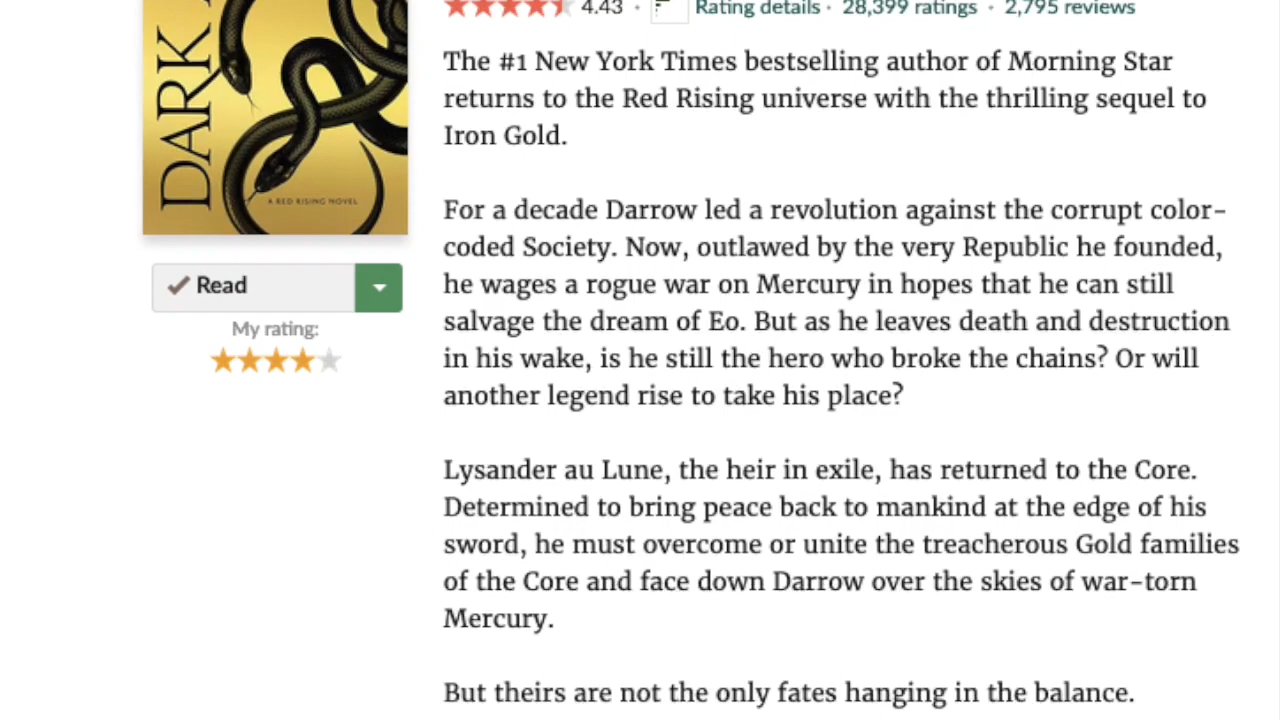 DARK
A RED RISING NOVEL
Read
My rating:
4.43 · Rating details · 28,399 ratings · 2,795 reviews
The #1 New York Times bestselling author of Morning Star
returns to the Red Rising universe with the thrilling sequel to
Iron Gold.
For a decade Darrow led a revolution against the corrupt color-
coded Society. Now, outlawed by the very Republic he founded,
he wages a rogue war on Mercury in hopes that he can still
salvage the dream of Eo. But as he leaves death and destruction
in his wake, is he still the hero who broke the chains? Or will
another legend rise to take his place?
Lysander au Lune, the heir in exile, has returned to the Core.
Determined to bring peace back to mankind at the edge of his
sword, he must overcome or unite the treacherous Gold families
of the Core and face down Darrow over the skies of war-torn
Mercury.
But theirs are not the only fates hanging in the balance.